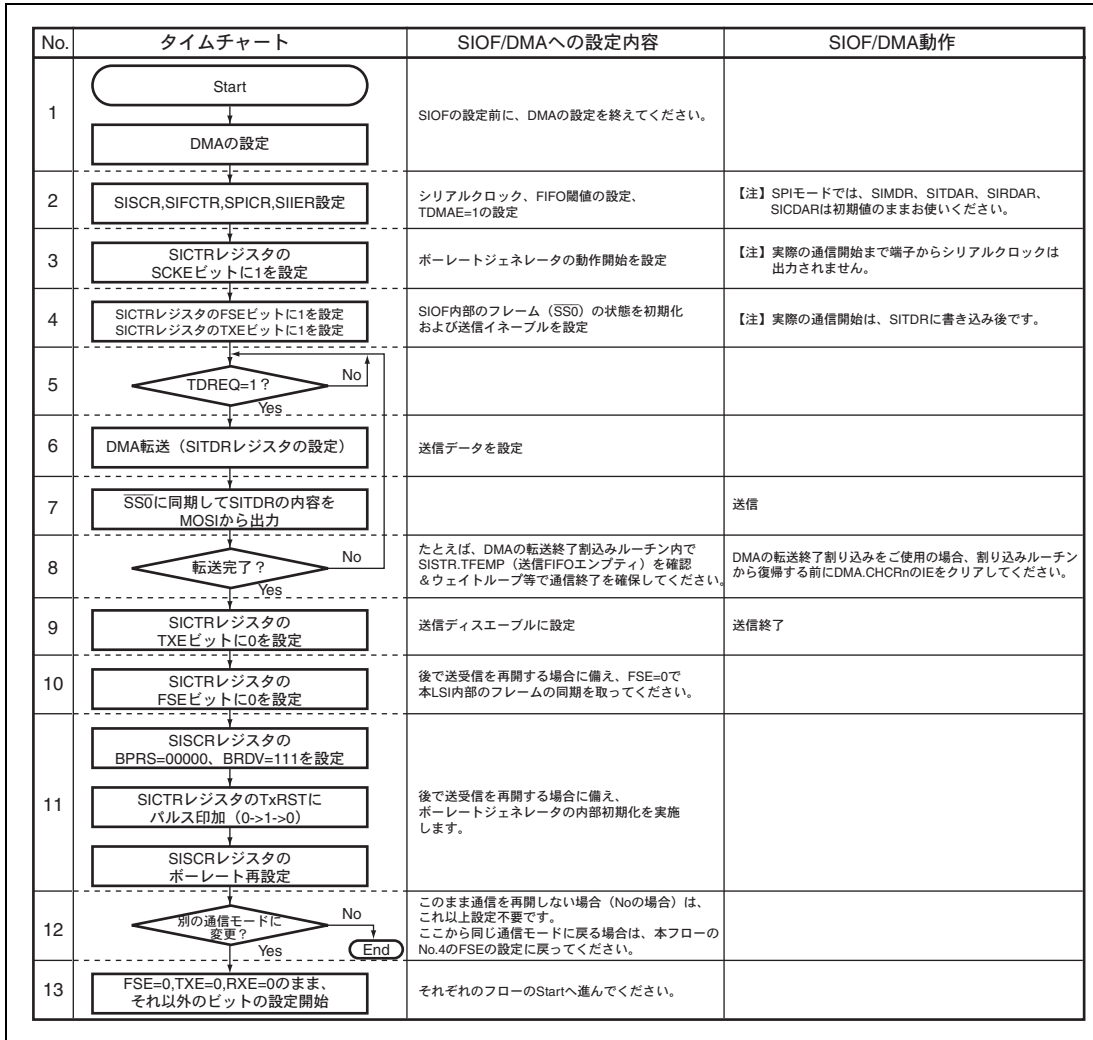 No.
タイムチャート
SIOF/DMAへの設定内容
SIOF/DMA動作
1
Start
DMAの設定
SIOFの設定前に、DMAの設定を終えてください。
2
SISCR,SIFCTR,SPICR,SIIER設定
シリアルクロック、FIFO閾値の設定、
TDMAE=1の設定
【注】SPIモードでは、SIMDR、SITDAR、SIRDAR、
SICDARは初期値のままお使いください。
3
SICTRレジスタの
SCKEビットに1を設定
ボーレートジェネレータの動作開始を設定
【注】実際の通信開始まで端子からシリアルクロックは
出力されません。
4
SICTRレジスタのFSEビットに1を設定
SICTRレジスタのTXEビットに1を設定
SIOF内部のフレーム（SS0）の状態を初期化
および送信イネーブルを設定
【注】実際の通信開始は、SITDRに書き込み後です。
5
TDREQ=1？
No
Yes
6
DMA転送（SITDRレジスタの設定）
送信データを設定
7
SS0に同期してSITDRの内容を
MOSIから出力
送信
8
転送完了？
No
Yes
たとえば、DMAの転送終了割込みルーチン内で
SISTR.TFEMP（送信FIFOエンプティ）を確認
＆ウェイトループ等で通信終了を確保してください。
DMAの転送終了割り込みをご使用の場合、割り込みルーチン
から復帰する前にDMA.CHCRnのIEをクリアしてください。
9
SICTRレジスタの
TXEビットに0を設定
送信ディスエーブルに設定
送信終了
10
SICTRレジスタの
FSEビットに0を設定
後で送受信を再開する場合に備え、FSE=0で
本LSI内部のフレームの同期を取ってください。
11
SISCRレジスタの
BPRS=00000、BRDV=111を設定
SICTRレジスタのTxRSTに
パルス印加（0->1->0）
SISCRレジスタの
ボーレート再設定
後で送受信を再開する場合に備え、
ボーレートジェネレータの内部初期化を実施
します。
12
別の通信モードに
変更？
No
Yes
End
このまま通信を再開しない場合（Noの場合）は、
これ以上設定不要です。
ここから同じ通信モードに戻る場合は、本フローの
No.4のFSEの設定に戻ってください。
13
FSE=0,TXE=0,RXE=0のまま、
それ以外のビットの設定開始
それぞれのフローのStartへ進んでください。